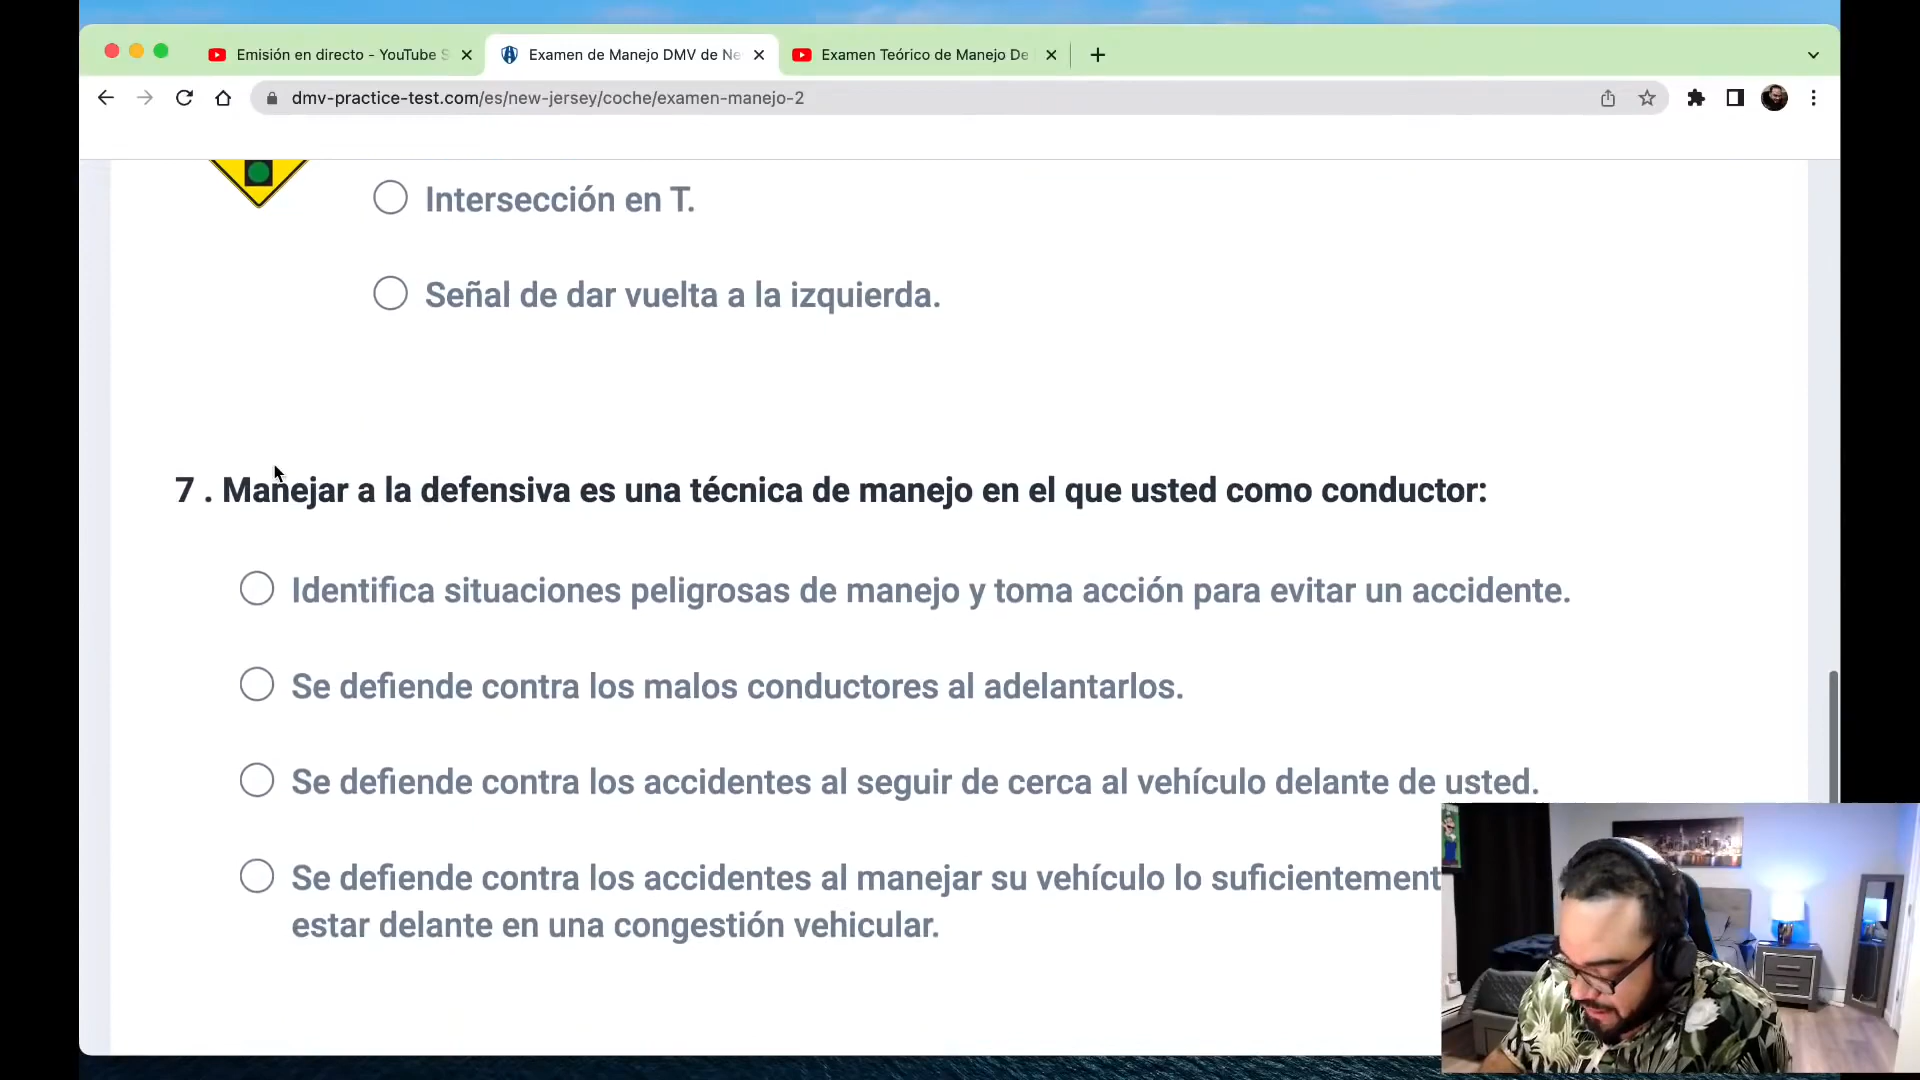 Emisión en directo - YouTube S
Examen de Manejo DMV de Ne
Examen Teórico de Manejo De
dmv-practice-test.com/es/new-jersey/coche/examen-manejo-2
Intersección en T.
Señal de dar vuelta a la izquierda.
7 . Manejar a la defensiva es una técnica de manejo en el que usted como conductor:
Identifica situaciones peligrosas de manejo y toma acción para evitar un accidente.
Se defiende contra los malos conductores al adelantarlos.
Se defiende contra los accidentes al seguir de cerca al vehículo delante de usted.
Se defiende contra los accidentes al manejar su vehículo lo suficientement
estar delante en una congestión vehicular.